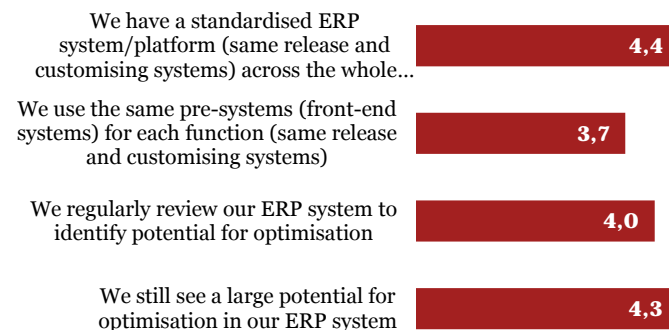 We have a standardised ERP
system/platform (same release and
customising systems) across the whole...
4,4
We use the same pre-systems (front-end
systems) for each function (same release
and customising systems)
3,7
We regularly review our ERP system to
identify potential for optimisation
4,0
We still see a large potential for
optimisation in our ERP system
4,3